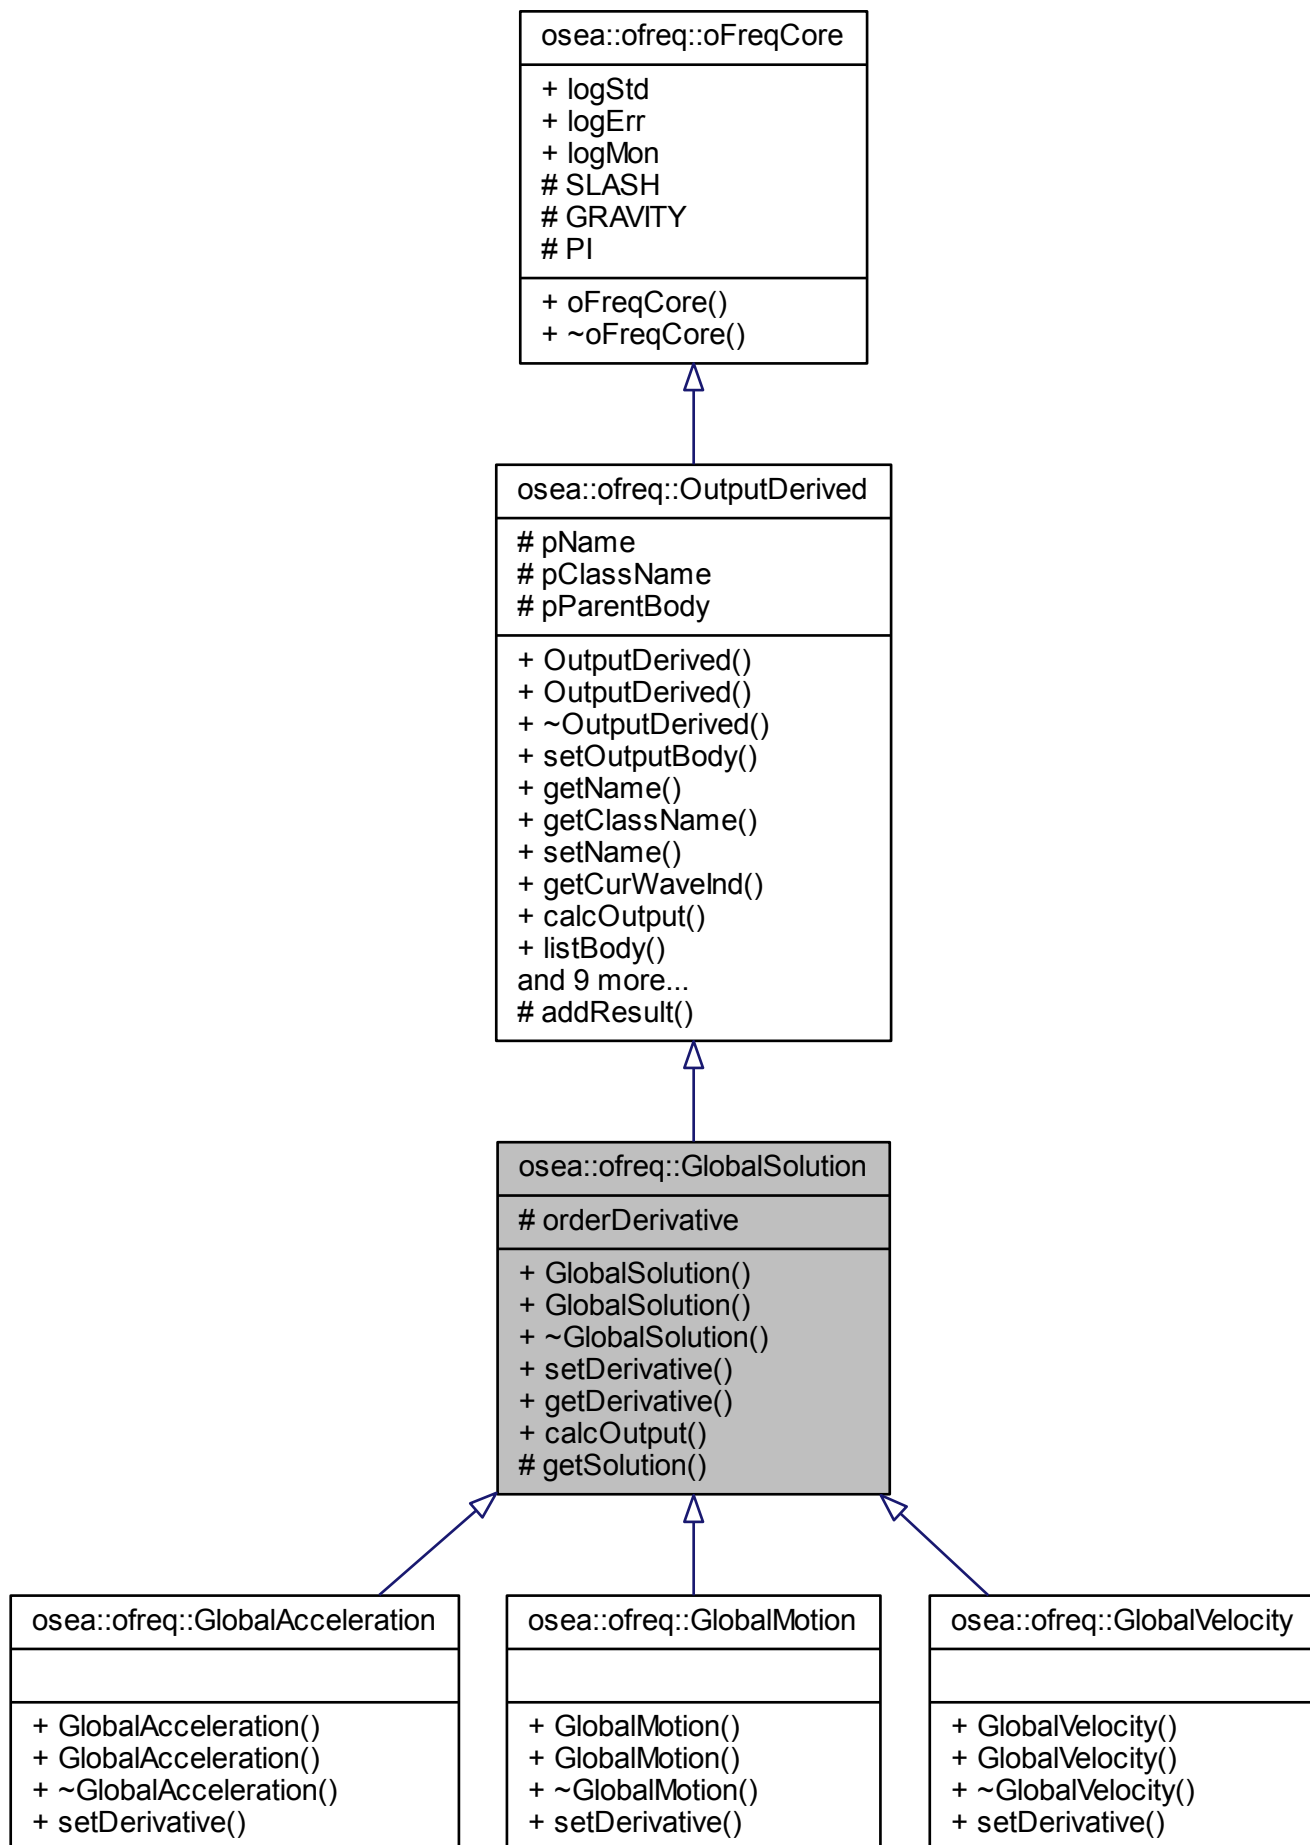 osea::ofreq::oFreqCore
+ logStd
+ logErr
+ logMon
# SLASH
# GRAVITY
# PI
+ oFreqCore()
+ ~oFreqCore()
osea::ofreq::OutputDerived
# pName
# pClassName
# pParentBody
+ OutputDerived()
+ OutputDerived()
+ ~OutputDerived()
+ setOutputBody()
+ getName()
+ getClassName()
+ setName()
+ getCurWaveInd()
+ calcOutput()
+ listBody()
and 9 more...
# addResult()
osea::ofreq::GlobalSolution
# orderDerivative
+ GlobalSolution()
+ GlobalSolution()
+ ~GlobalSolution()
+ setDerivative()
+ getDerivative()
+ calcOutput()
# getSolution()
osea::ofreq::GlobalAcceleration
+ GlobalAcceleration()
+ GlobalAcceleration()
+ ~GlobalAcceleration()
+ setDerivative()
osea::ofreq::GlobalMotion
+ GlobalMotion()
+ GlobalMotion()
+ ~GlobalMotion()
+ setDerivative()
osea::ofreq::GlobalVelocity
+ GlobalVelocity()
+ GlobalVelocity()
+ ~GlobalVelocity()
+ setDerivative()